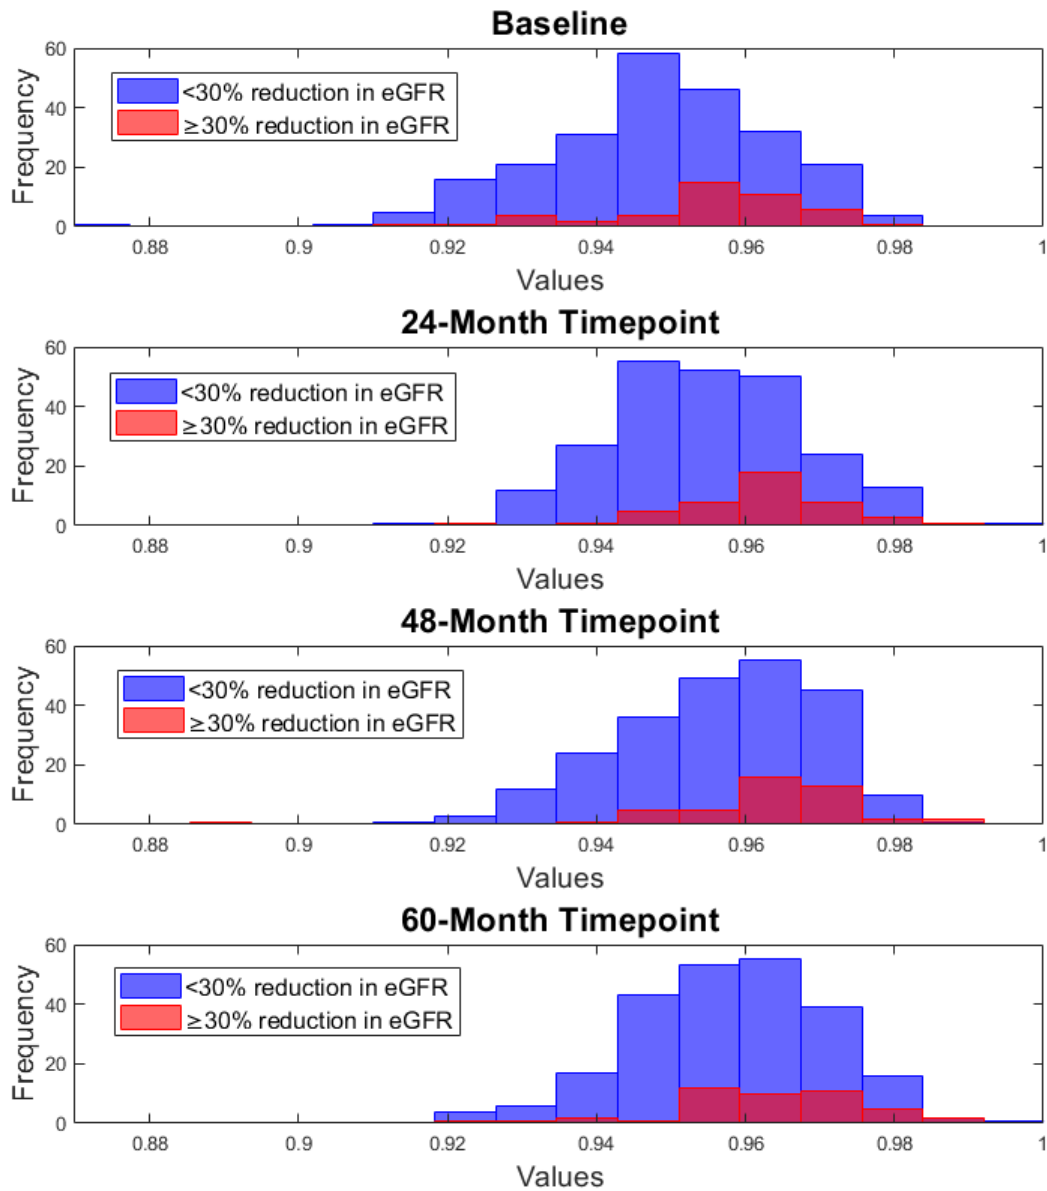 Baseline
60
40
20
0
Frequency
<30% reduction in eGFR
≥30% reduction in eGFR
0.88 0.9 0.92 0.94 0.96 0.98 1
Values
24-Month Timepoint
60
40
20
0
Frequency
<30% reduction in eGFR
≥30% reduction in eGFR
0.88 0.9 0.92 0.94 0.96 0.98 1
Values
48-Month Timepoint
60
40
20
0
Frequency
<30% reduction in eGFR
≥30% reduction in eGFR
0.88 0.9 0.92 0.94 0.96 0.98 1
Values
60-Month Timepoint
60
40
20
0
Frequency
<30% reduction in eGFR
≥30% reduction in eGFR
0.88 0.9 0.92 0.94 0.96 0.98 1
Values